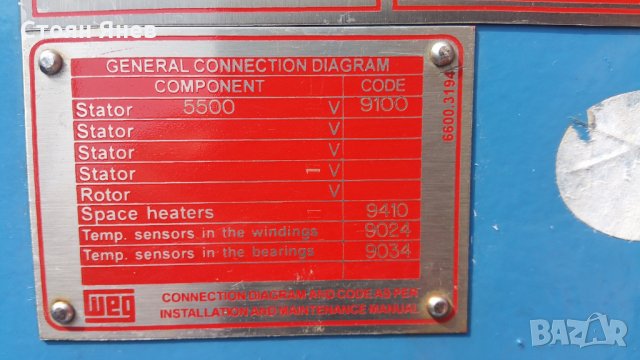 Стоян Янев
GENERAL CONNECTION DIAGRAM
COMPONENT CODE
Stator 5500 V 9100
Stator V
Stator V
Stator V
Rotor V
Space heaters 9410
Temp. sensors in the windings 9024
Temp. sensors in the bearings 9034
weg
CONNECTION DIAGRAM AND CODE AS PER
INSTALLATION AND MAINTENANCE MANUAL
6600.3194
BAZAR